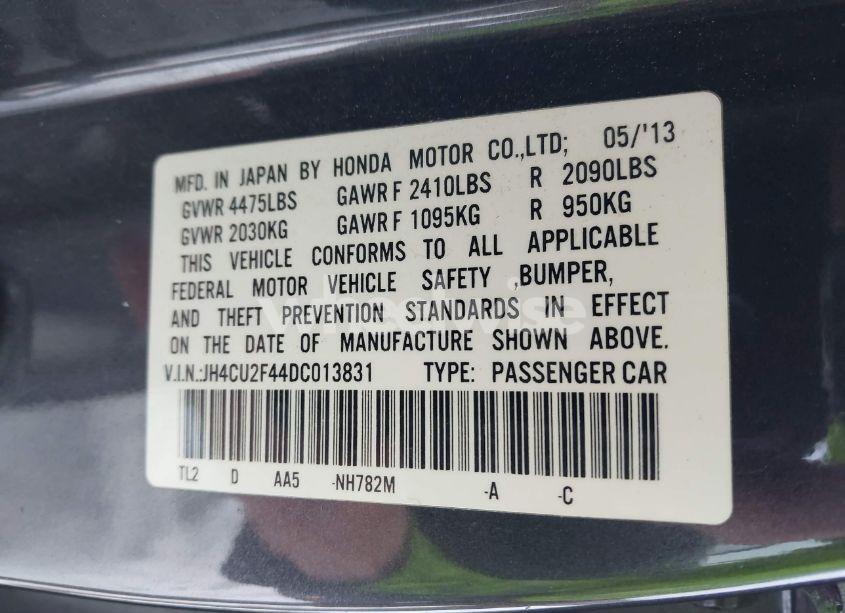 MFD. IN JAPAN BY HONDA MOTOR CO.,LTD; 05/'13
GVWR 4475LBS GAWR F 2410LBS R 2090LBS
GVWR 2030KG GAWR F 1095KG R 950KG
THIS VEHICLE CONFORMS TO ALL APPLICABLE
FEDERAL MOTOR VEHICLE SAFETY ,BUMPER,
AND THEFT PREVENTION STANDARDS IN EFFECT
ON THE DATE OF MANUFACTURE SHOWN ABOVE.
V.I.N.:JH4CU2F44DC013831 TYPE: PASSENGER CAR
TL2 D AA5 -NH782M -A -C